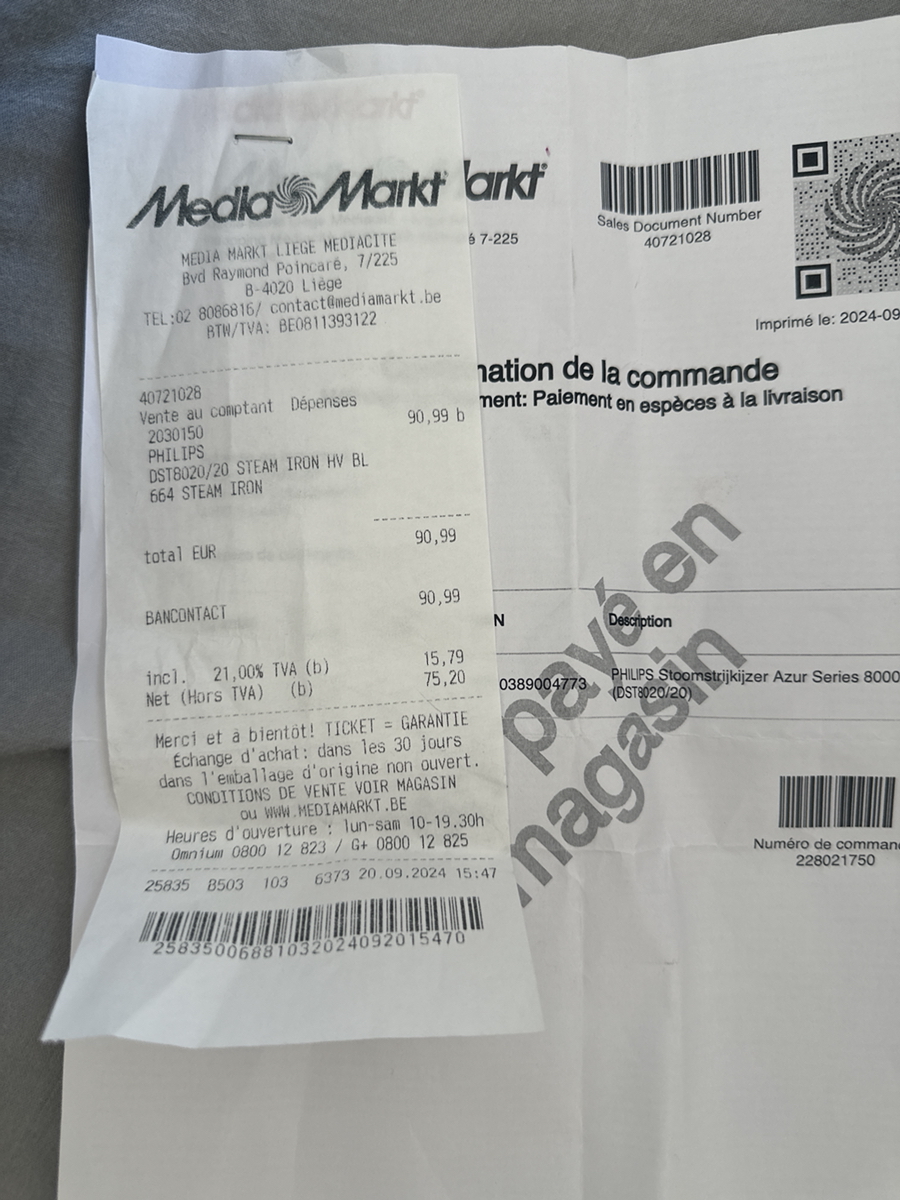 Media Markt
MEDIA MARKT LIEGE MEDIACITE
Bvd Raymond Poincaré, 7/225
B-4020 Liège
TEL:02 8086816/ contact@mediamarkt.be
BTW/TVA: BE0811393122
40721028
Vente au comptant Dépenses
2030150 90,99 b
PHILIPS
DST8020/20 STEAM IRON HV BL
664 STEAM IRON
total EUR 90,99
BANCONTACT 90,99
incl. 21,00% TVA (b) 15,79
Net (Hors TVA) (b) 75,20
Merci et à bientôt! TICKET = GARANTIE
Échange d'achat: dans les 30 jours
dans l'emballage d'origine non ouvert.
CONDITIONS DE VENTE VOIR MAGASIN
ou WWW.MEDIAMARKT.BE
Heures d'ouverture : lun-sam 10-19.30h
Omnium 0800 12 823 / G+ 0800 12 825
25835 8503 103 6373 20.09.2024 15:47
2583500688103202409201547​0
arkt
é 7-225
Sales Document Number
40721028
Imprimé le: 2024-09
nation de la commande
ment: Paiement en espèces à la livraison
payé en
magasin
N Description
0389004773 PHILIPS Stoomstrijkijzer Azur Series 8000
(DST8020/20)
Numéro de comman
228021750